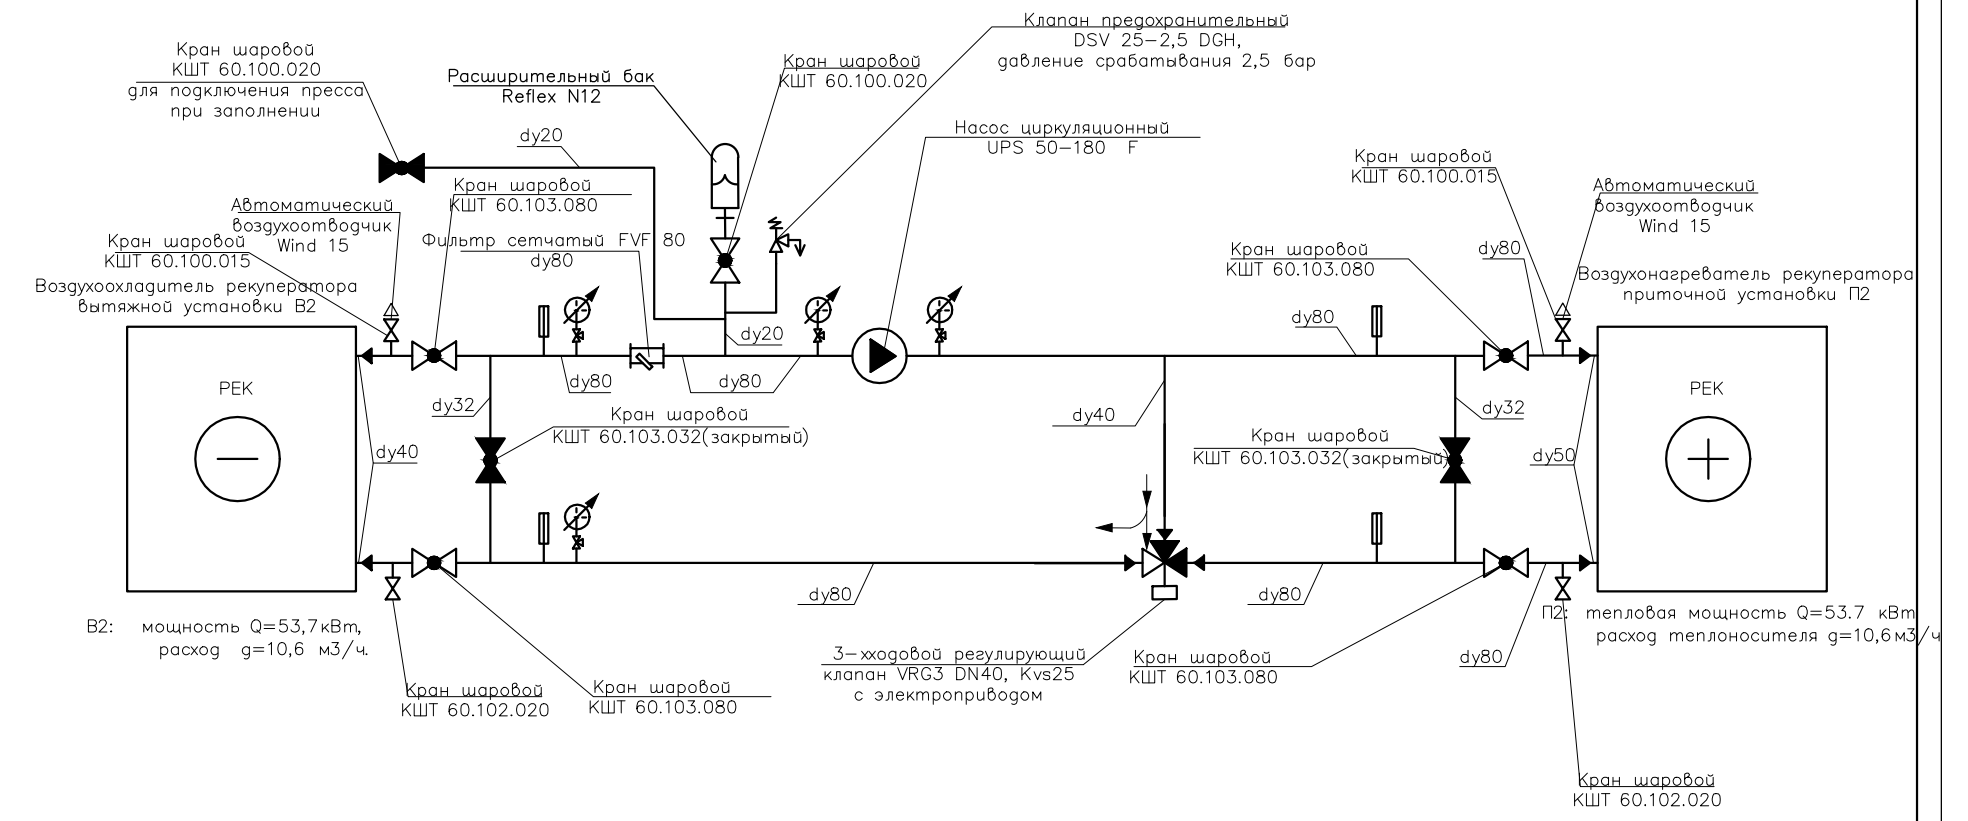 Кран шаровой
КШТ 60.100.020
для подключения пресса
при заполнении
Расширительный бак
Reflex N12
Кран шаровой
КШТ 60.100.020
Клапан предохранительный
DSV 25-2,5 DGH,
давление срабатывания 2,5 бар
dy20
Насос циркуляционный
UPS 50-180 F
Кран шаровой
КШТ 60.100.015
Автоматический
воздухоотводчик
Wind 15
Кран шаровой
КШТ 60.103.080
Автоматический
воздухоотводчик
Wind 15
Кран шаровой
КШТ 60.100.015
Фильтр сетчатый FVF 80
dy80
Кран шаровой
КШТ 60.103.080
dy80
Воздухоохладитель рекуператора
вытяжной установки В2
Воздухонагреватель рекуператора
приточной установки П2
dy20
dy80
РЕК
dy80
dy80
РЕК
dy32
Кран шаровой
КШТ 60.103.032(закрытый)
dy40
dy32
Кран шаровой
КШТ 60.103.032(закрытый)
dy40
dy50
dy80
dy80
В2: мощность Q=53,7кВт,
расход g=10,6 м3/ч.
П2: тепловая мощность Q=53.7 кВт
расход теплоносителя g=10,6м3/ч
3-хходовой регулирующий
клапан VRG3 DN40, Kvs25
с электроприводом
Кран шаровой
КШТ 60.103.080
dy80
Кран шаровой
КШТ 60.102.020
Кран шаровой
КШТ 60.103.080
Кран шаровой
КШТ 60.102.020